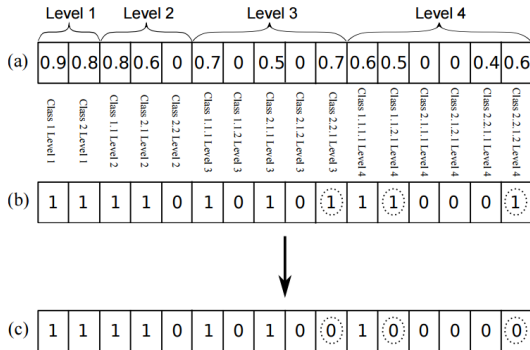 Level 1 Level 2 Level 3 Level 4
(a) 0.9 0.8 0.8 0.6 0 0.7 0 0.5 0 0.7 0.6 0.5 0 0 0.4 0.6
Class 1 Level 1
Class 2 Level 1
Class 1.1 Level 2
Class 2.1 Level 2
Class 2.2 Level 2
Class 1.1.1 Level 3
Class 1.1.2 Level 3
Class 2.1.1 Level 3
Class 2.1.2 Level 3
Class 2.2.1 Level 3
Class 1.1.1.1 Level 4
Class 1.1.2.1 Level 4
Class 2.1.1.1 Level 4
Class 2.1.2.1 Level 4
Class 2.2.1.1 Level 4
Class 2.2.1.2 Level 4
(b) 1 1 1 1 0 1 0 1 0 1 1 1 0 0 0 1
(c) 1 1 1 1 0 1 0 1 0 0 1 0 0 0 0 0